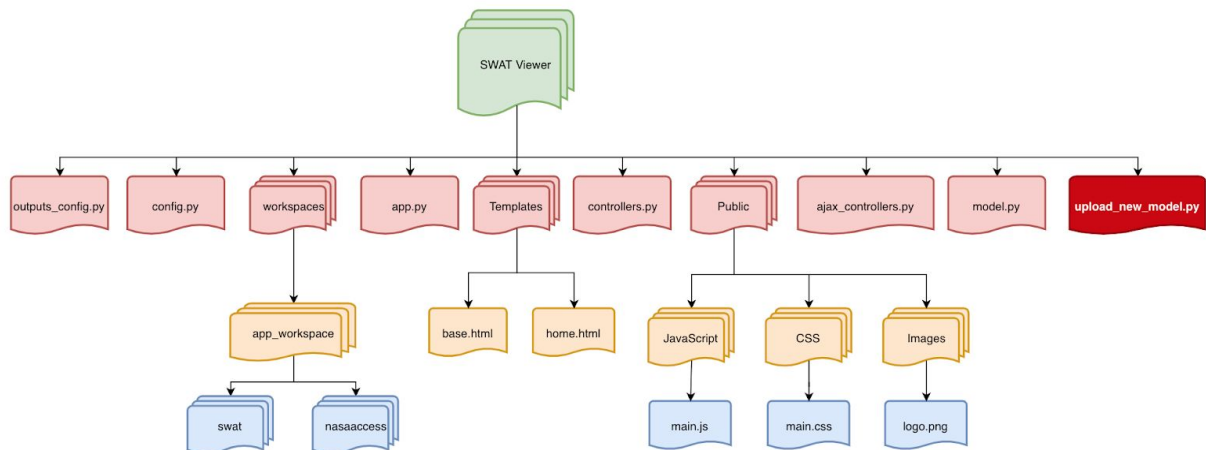 SWAT Viewer
outputs_config.py
config.py
workspaces
app.py
Templates
controllers.py
Public
ajax_controllers.py
model.py
upload_new_model.py
app_workspace
base.html
home.html
JavaScript
CSS
Images
swat
nasaaccess
main.js
main.css
logo.png